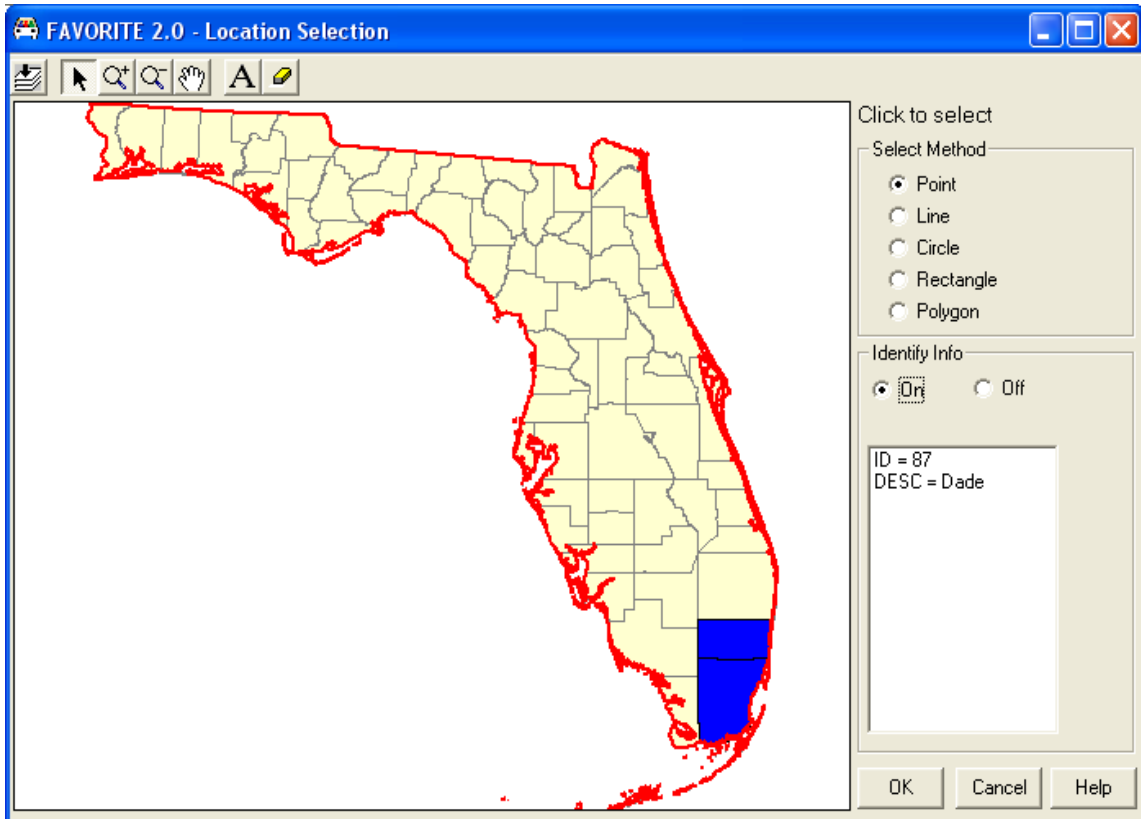 FAVORITE 2.0 - Location Selection
A
Click to select
Select Method
Point
Line
Circle
Rectangle
Polygon
Identify Info
On Off
ID = 87
DESC = Dade
OK Cancel Help